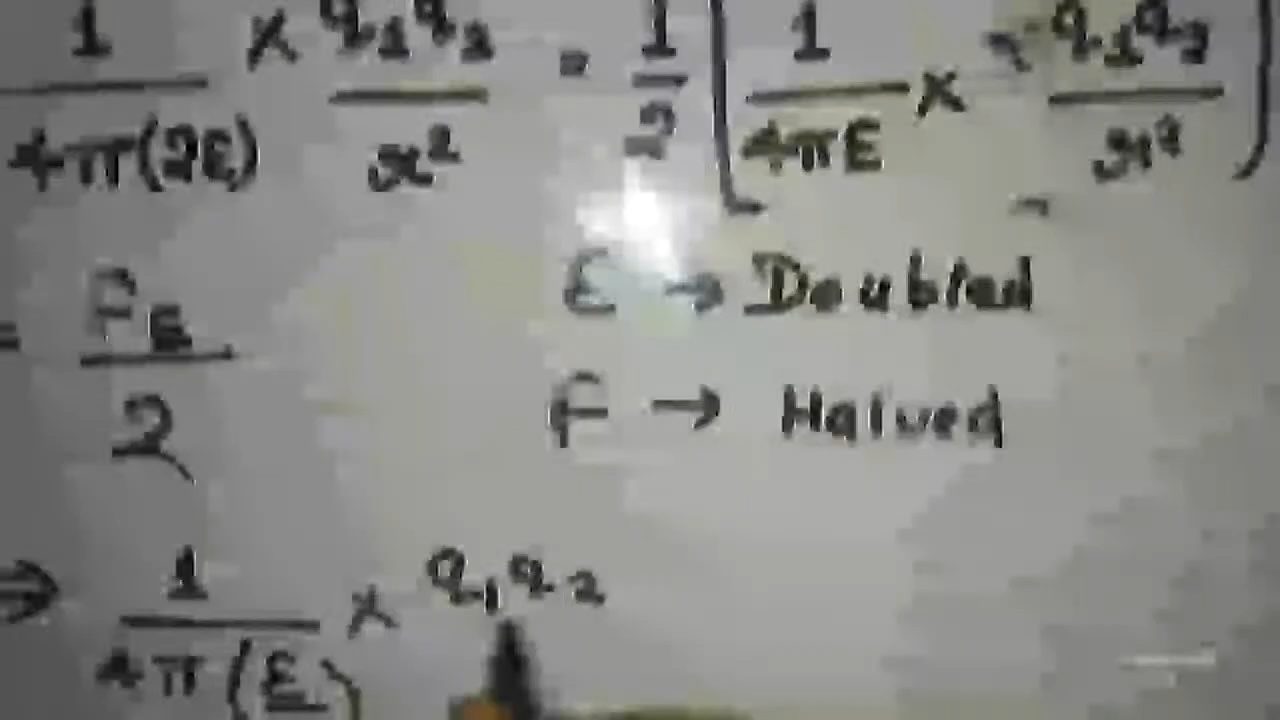 1/4π(2ε) × q₁q₂/r² = 1/2 [1/4πε × q₁q₂/r²]
= F_E/2
ε → Doubled
F → Halved
⇒ 1/4π(ε) × q₁q₂